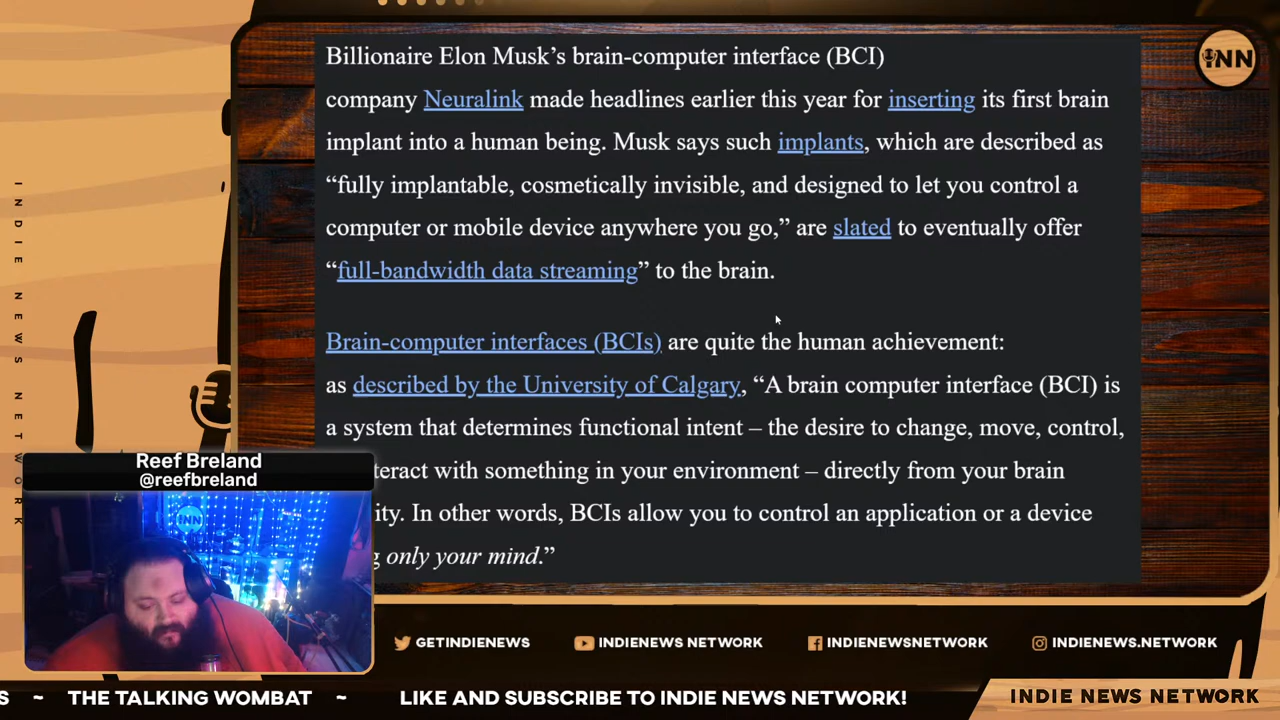 iNN
Billionaire Elon Musk’s brain-computer interface (BCI)
company Neuralink made headlines earlier this year for inserting its first brain
implant into a human being. Musk says such implants, which are described as
“fully implantable, cosmetically invisible, and designed to let you control a
computer or mobile device anywhere you go,” are slated to eventually offer
“full-bandwidth data streaming” to the brain.
Brain-computer interfaces (BCIs) are quite the human achievement:
as described by the University of Calgary, “A brain computer interface (BCI) is
a system that determines functional intent – the desire to change, move, control,
teract with something in your environment – directly from your brain
ity. In other words, BCIs allow you to control an application or a device
g only your mind.”
INDIE NEWS NETWORK
Reef Breland
@reefbreland
iNN
GETINDIENEWS
INDIENEWS NETWORK
INDIENEWSNETWORK
INDIENEWS.NETWORK
S ~ THE TALKING WOMBAT ~ LIKE AND SUBSCRIBE TO INDIE NEWS NETWORK!
INDIE NEWS NETWORK